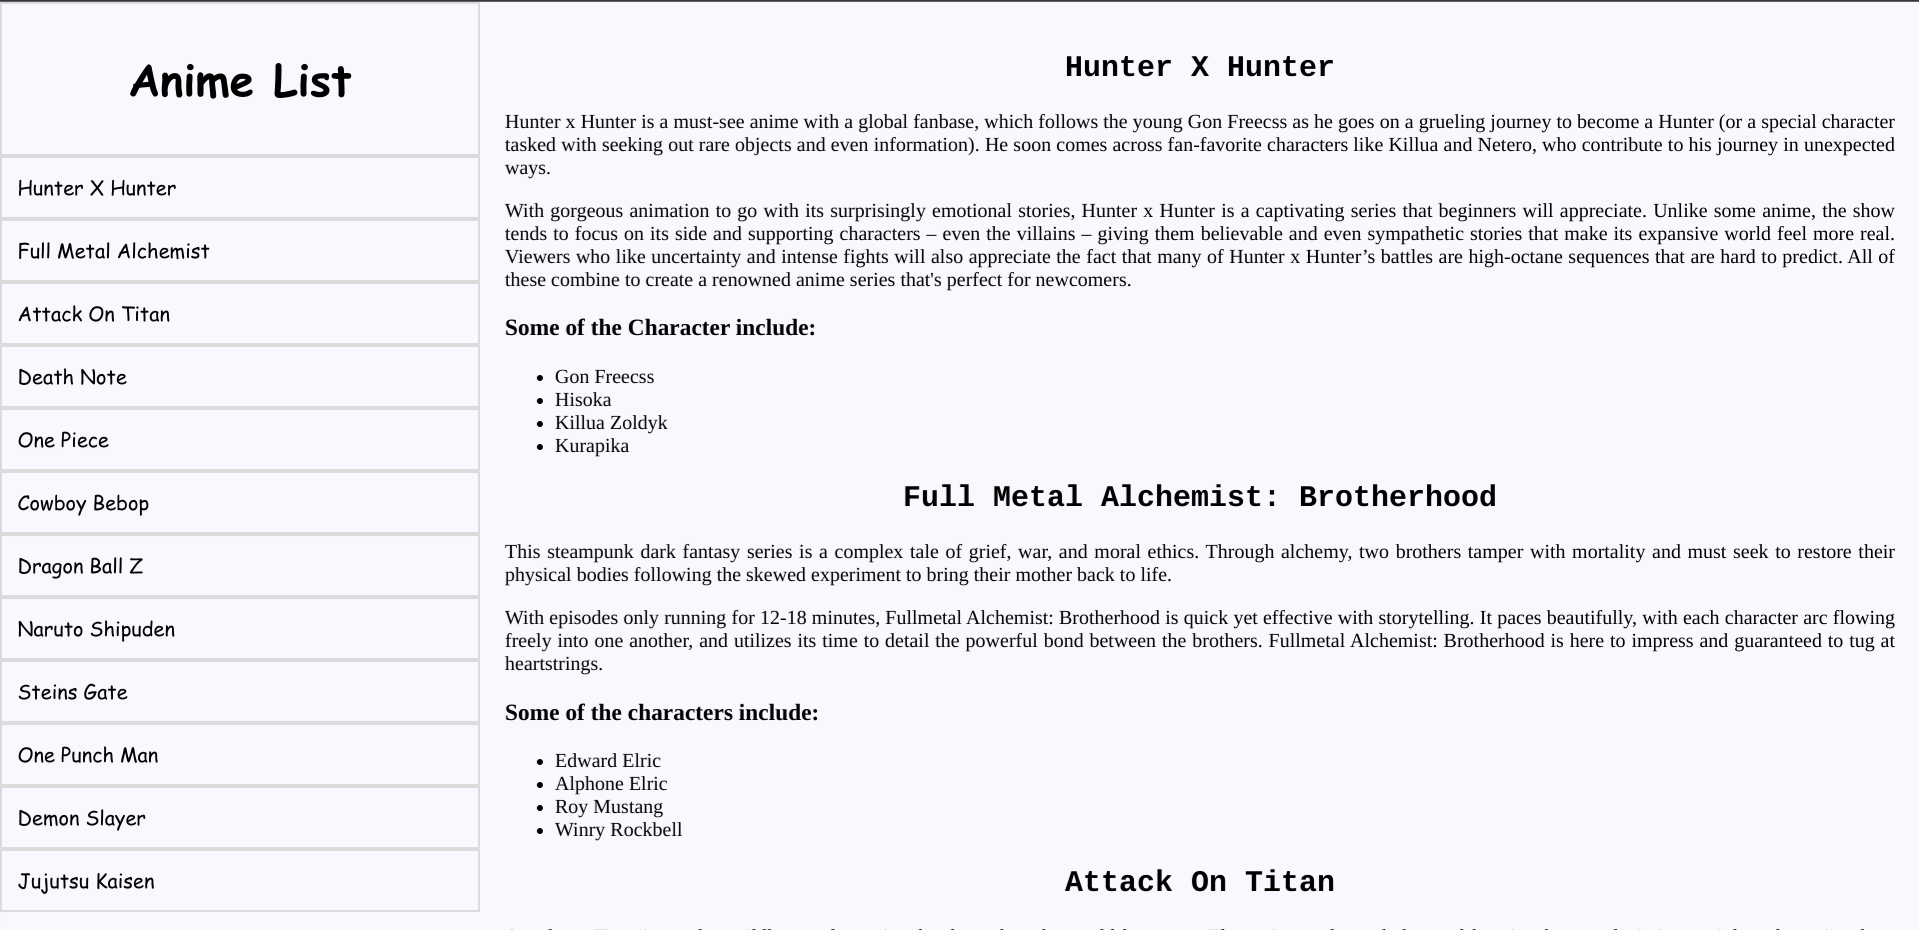 Anime List
Hunter X Hunter
Full Metal Alchemist
Attack On Titan
Death Note
One Piece
Cowboy Bebop
Dragon Ball Z
Naruto Shipuden
Steins Gate
One Punch Man
Demon Slayer
Jujutsu Kaisen
Hunter X Hunter
Hunter x Hunter is a must-see anime with a global fanbase, which follows the young Gon Freecss as he goes on a grueling journey to become a Hunter (or a special character
tasked with seeking out rare objects and even information). He soon comes across fan-favorite characters like Killua and Netero, who contribute to his journey in unexpected
ways.
With gorgeous animation to go with its surprisingly emotional stories, Hunter x Hunter is a captivating series that beginners will appreciate. Unlike some anime, the show
tends to focus on its side and supporting characters – even the villains – giving them believable and even sympathetic stories that make its expansive world feel more real.
Viewers who like uncertainty and intense fights will also appreciate the fact that many of Hunter x Hunter’s battles are high-octane sequences that are hard to predict. All of
these combine to create a renowned anime series that's perfect for newcomers.
Some of the Character include:
• Gon Freecss
• Hisoka
• Killua Zoldyk
• Kurapika
Full Metal Alchemist: Brotherhood
This steampunk dark fantasy series is a complex tale of grief, war, and moral ethics. Through alchemy, two brothers tamper with mortality and must seek to restore their
physical bodies following the skewed experiment to bring their mother back to life.
With episodes only running for 12-18 minutes, Fullmetal Alchemist: Brotherhood is quick yet effective with storytelling. It paces beautifully, with each character arc flowing
freely into one another, and utilizes its time to detail the powerful bond between the brothers. Fullmetal Alchemist: Brotherhood is here to impress and guaranteed to tug at
heartstrings.
Some of the characters include:
• Edward Elric
• Alphone Elric
• Roy Mustang
• Winry Rockbell
Attack On Titan